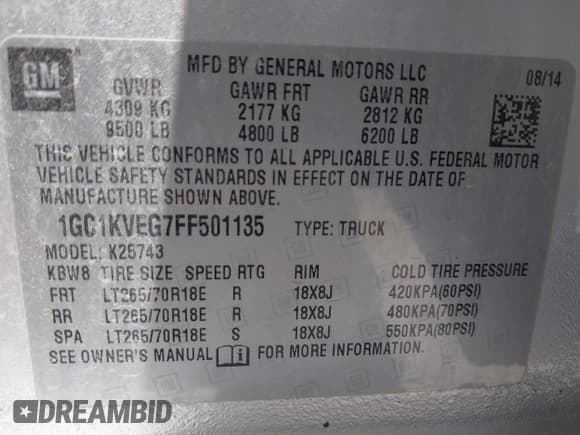 GM
MFD BY GENERAL MOTORS LLC 08/14
GVWR GAWR FRT GAWR RR
4309 KG 2177 KG 2812 KG
9500 LB 4800 LB 6200 LB
THIS VEHICLE CONFORMS TO ALL APPLICABLE U.S. FEDERAL MOTOR
VEHICLE SAFETY STANDARDS IN EFFECT ON THE DATE OF
MANUFACTURE SHOWN ABOVE.
1GC1KVEG7FF501135 TYPE: TRUCK
MODEL: K25743
KBW8 TIRE SIZE SPEED RTG RIM COLD TIRE PRESSURE
FRT LT265/70R18E R 18X8J 420KPA(60PSI)
RR LT265/70R18E R 18X8J 480KPA(70PSI)
SPA LT265/70R18E S 18X8J 550KPA(80PSI)
SEE OWNER'S MANUAL i FOR MORE INFORMATION.
DREAMBID